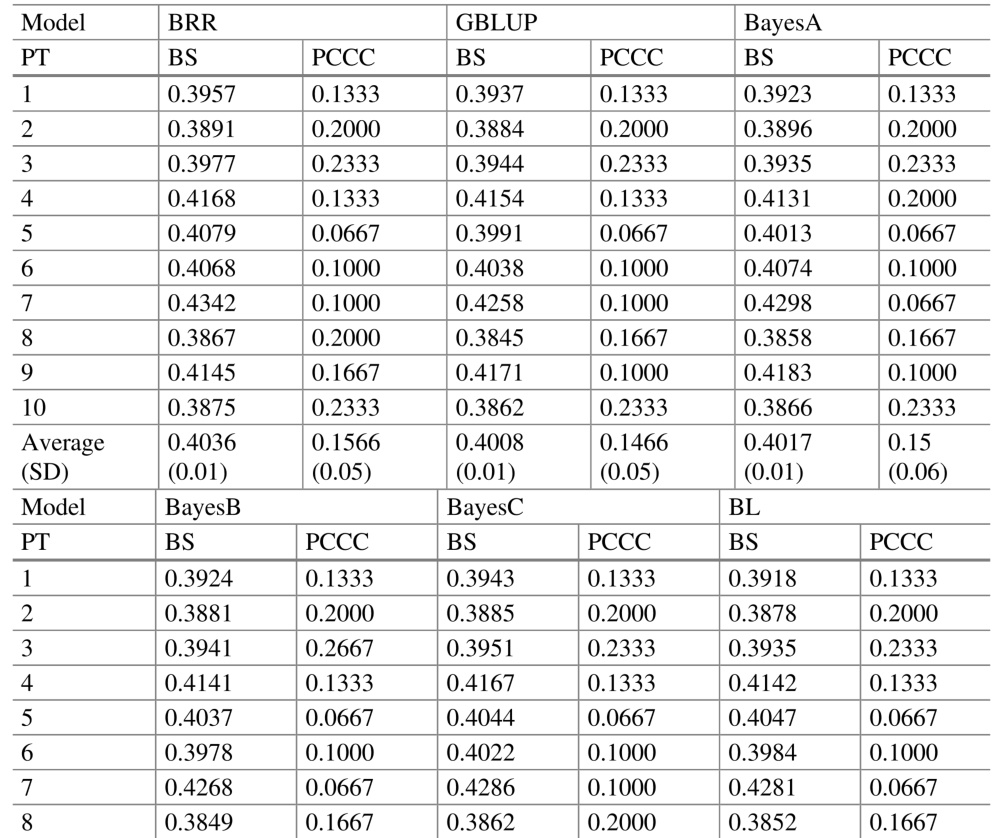 Model BRR GBLUP BayesA
PT BS PCCC BS PCCC BS PCCC
1 0.3957 0.1333 0.3937 0.1333 0.3923 0.1333
2 0.3891 0.2000 0.3884 0.2000 0.3896 0.2000
3 0.3977 0.2333 0.3944 0.2333 0.3935 0.2333
4 0.4168 0.1333 0.4154 0.1333 0.4131 0.2000
5 0.4079 0.0667 0.3991 0.0667 0.4013 0.0667
6 0.4068 0.1000 0.4038 0.1000 0.4074 0.1000
7 0.4342 0.1000 0.4258 0.1000 0.4298 0.0667
8 0.3867 0.2000 0.3845 0.1667 0.3858 0.1667
9 0.4145 0.1667 0.4171 0.1000 0.4183 0.1000
10 0.3875 0.2333 0.3862 0.2333 0.3866 0.2333
Average 0.4036 0.1566 0.4008 0.1466 0.4017 0.15
(SD) (0.01) (0.05) (0.01) (0.05) (0.01) (0.06)
Model BayesB BayesC BL
PT BS PCCC BS PCCC BS PCCC
1 0.3924 0.1333 0.3943 0.1333 0.3918 0.1333
2 0.3881 0.2000 0.3885 0.2000 0.3878 0.2000
3 0.3941 0.2667 0.3951 0.2333 0.3935 0.2333
4 0.4141 0.1333 0.4167 0.1333 0.4142 0.1333
5 0.4037 0.0667 0.4044 0.0667 0.4047 0.0667
6 0.3978 0.1000 0.4022 0.1000 0.3984 0.1000
7 0.4268 0.0667 0.4286 0.1000 0.4281 0.0667
8 0.3849 0.1667 0.3862 0.2000 0.3852 0.1667